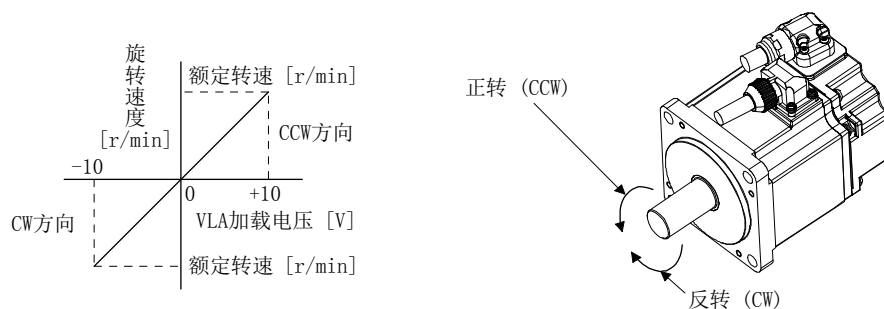 旋转速度
[r/min]
额定转速 [r/min]
CCW方向
-10
0
+10
CW方向
VLA加载电压 [V]
额定转速 [r/min]
正转 (CCW)
反转 (CW)